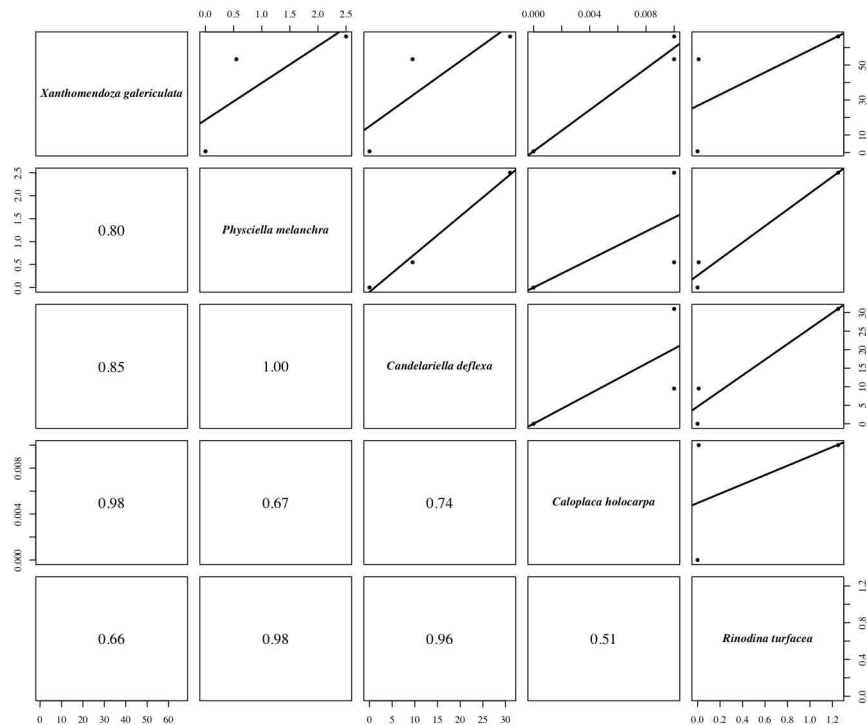 0.0 0.5 1.0 1.5 2.0 2.5 0.000 0.004 0.008
Xanthomendoza galericulata
0 10 30 50
0.0 0.5 1.0 1.5 2.0 2.5
0.80 Physciella melanchra
0.85 1.00 Candelariella deflexa
0 5 10 15 20 25 30
0.000 0.004 0.008
0.98 0.67 0.74 Caloplaca holocarpa
0.66 0.98 0.96 0.51 Rinodina turfacea
0.0 0.4 0.8 1.2
0 10 20 30 40 50 60 0 5 10 15 20 25 30 0.0 0.2 0.4 0.6 0.8 1.0 1.2